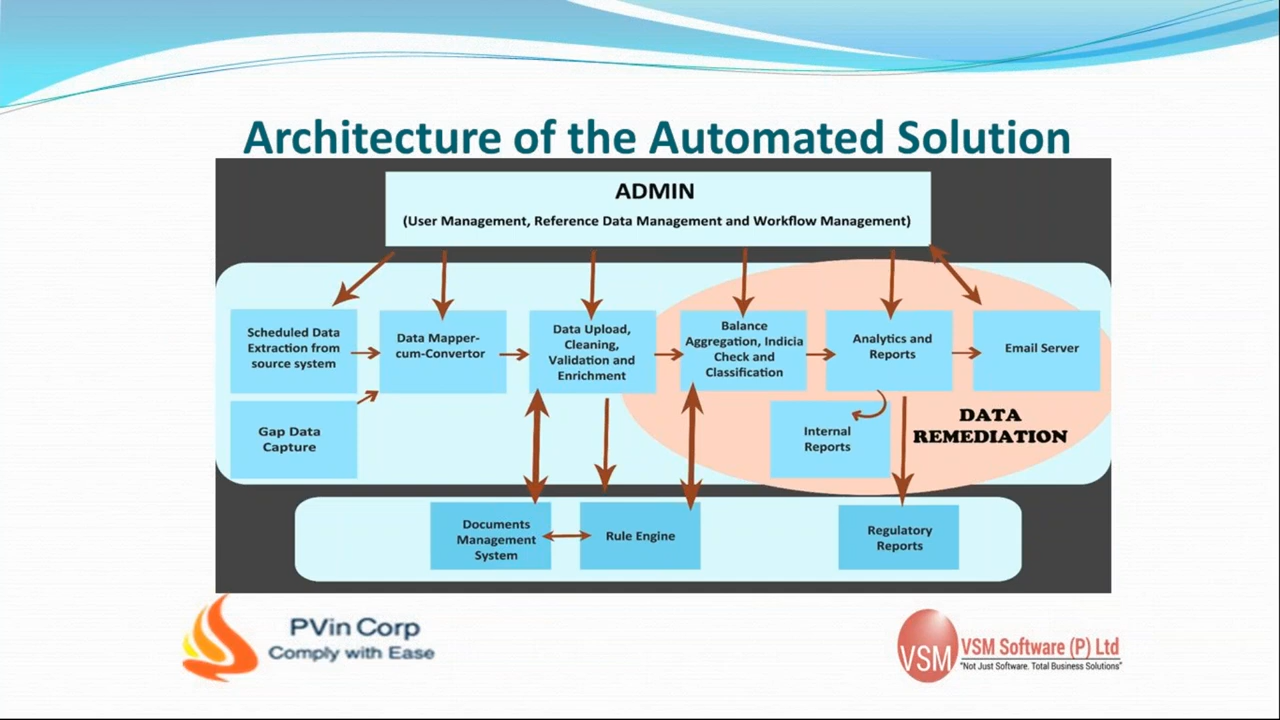 Architecture of the Automated Solution
ADMIN
(User Management, Reference Data Management and Workflow Management)
Scheduled Data
Extraction from
source system
Data Mapper-
cum-Convertor
Data Upload,
Cleaning,
Validation and
Enrichment
Balance
Aggregation, Indicia
Check and
Classification
Analytics and
Reports
Email Server
Gap Data
Capture
Internal
Reports
DATA
REMEDIATION
Documents
Management
System
Rule Engine
Regulatory
Reports
PVin Corp
Comply with Ease
VSM
VSM Software (P) Ltd
"Not Just Software. Total Business Solutions"